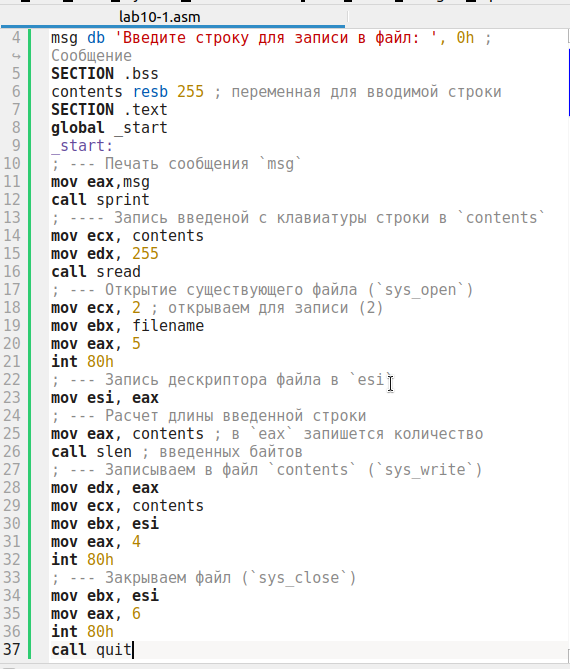 lab10-1.asm
4 msg db 'Введите строку для записи в файл: ', 0h ;
↪ Сообщение
5 SECTION .bss
6 contents resb 255 ; переменная для вводимой строки
7 SECTION .text
8 global _start
9 _start:
10 ; --- Печать сообщения `msg`
11 mov eax,msg
12 call sprint
13 ; ---- Запись введеной с клавиатуры строки в `contents`
14 mov ecx, contents
15 mov edx, 255
16 call sread
17 ; --- Открытие существующего файла (`sys_open`)
18 mov ecx, 2 ; открываем для записи (2)
19 mov ebx, filename
20 mov eax, 5
21 int 80h
22 ; --- Запись дескриптора файла в `esi`
23 mov esi, eax
24 ; --- Расчет длины введенной строки
25 mov eax, contents ; в `eax` запишется количество
26 call slen ; введенных байтов
27 ; --- Записываем в файл `contents` (`sys_write`)
28 mov edx, eax
29 mov ecx, contents
30 mov ebx, esi
31 mov eax, 4
32 int 80h
33 ; --- Закрываем файл (`sys_close`)
34 mov ebx, esi
35 mov eax, 6
36 int 80h
37 call quit